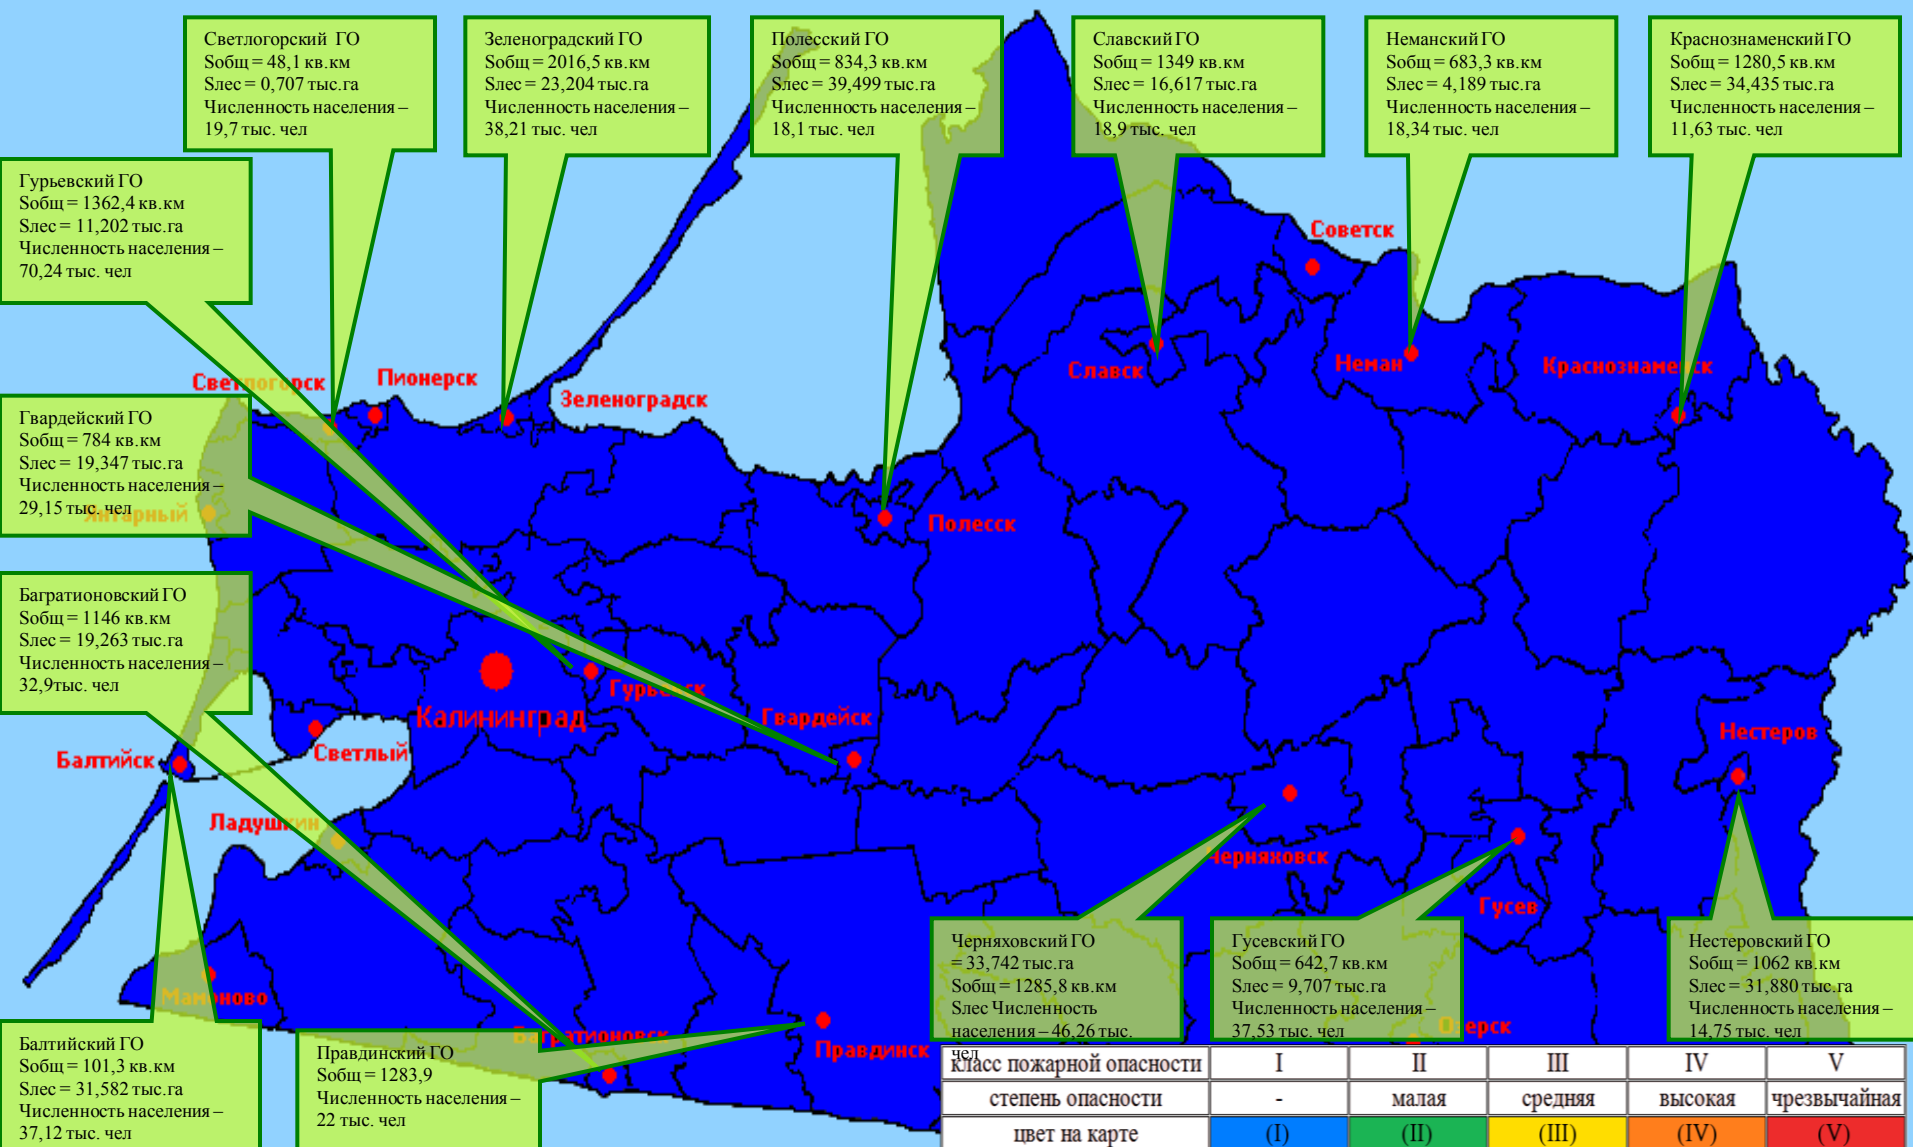 Светлогорский ГО
Sобщ = 48,1 кв.км
Sлес = 0,707 тыс.га
Численность населения –
19,7 тыс. чел
Зеленоградский ГО
Sобщ = 2016,5 кв.км
Sлес = 23,204 тыс.га
Численность населения –
38,21 тыс. чел
Полесский ГО
Sобщ = 834,3 кв.км
Sлес = 39,499 тыс.га
Численность населения –
18,1 тыс. чел
Славский ГО
Sобщ = 1349 кв.км
Sлес = 16,617 тыс.га
Численность населения –
18,9 тыс. чел
Неманский ГО
Sобщ = 683,3 кв.км
Sлес = 4,189 тыс.га
Численность населения –
18,34 тыс. чел
Краснознаменский ГО
Sобщ = 1280,5 кв.км
Sлес = 34,435 тыс.га
Численность населения –
11,63 тыс. чел
Гурьевский ГО
Sобщ = 1362,4 кв.км
Sлес = 11,202 тыс.га
Численность населения –
70,24 тыс. чел
Советск
Славск
Неман
Краснознаменск
Светлогорск
Пионерск
Зеленоградск
Гвардейский ГО
Sобщ = 784 кв.км
Sлес = 19,347 тыс.га
Численность населения –
29,15 тыс. чел
Янтарный
Полесск
Багратионовский ГО
Sобщ = 1146 кв.км
Sлес = 19,263 тыс.га
Численность населения –
32,9тыс. чел
Гурьевск
Калининград
Гвардейск
Светлый
Балтийск
Нестеров
Ладушкин
Черняховск
Гусев
Мамоново
Багратионовск
Правдинск
Озерск
Черняховский ГО
= 33,742 тыс.га
Sобщ = 1285,8 кв.км
Sлес Численность
населения – 46,26 тыс.
чел
Гусевский ГО
Sобщ = 642,7 кв.км
Sлес = 9,707 тыс.га
Численность населения –
37,53 тыс. чел
Нестеровский ГО
Sобщ = 1062 кв.км
Sлес = 31,880 тыс.га
Численность населения –
14,75 тыс. чел
Балтийский ГО
Sобщ = 101,3 кв.км
Sлес = 31,582 тыс.га
Численность населения –
37,12 тыс. чел
Правдинский ГО
Sобщ = 1283,9
Численность населения –
22 тыс. чел
класс пожарной опасности I II III IV V
степень опасности - малая средняя высокая чрезвычайная
цвет на карте (I) (II) (III) (IV) (V)